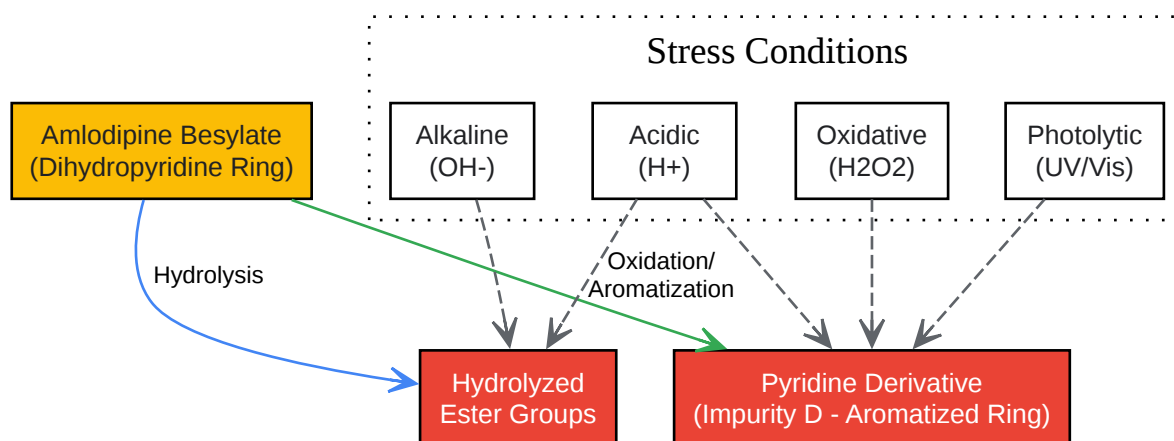 Stress Conditions
Amlodipine Besylate
(Dihydropyridine Ring)
Alkaline
(OH-)
Acidic
(H+)
Oxidative
(H2O2)
Photolytic
(UV/Vis)
Hydrolysis
Oxidation/
Aromatization
Hydrolyzed
Ester Groups
Pyridine Derivative
(Impurity D - Aromatized Ring)